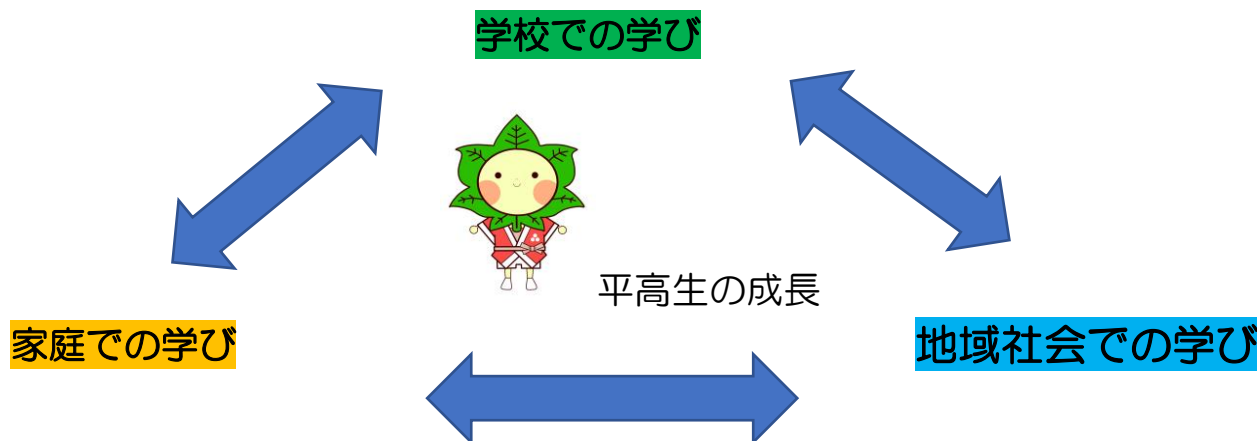 学校での学び
平高生の成長
家庭での学び
地域社会での学び